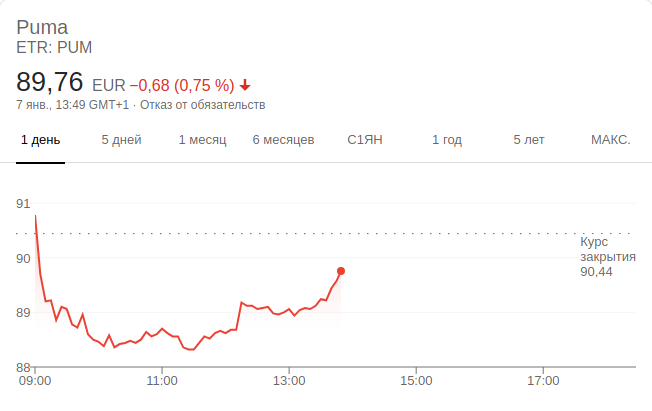 Puma
ETR: PUM
89,76 EUR −0,68 (0,75 %)
7 янв., 13:49 GMT+1 · Отказ от обязательств
1 день 5 дней 1 месяц 6 месяцев С1ЯН 1 год 5 лет МАКС.
91
Курс
закрытия
90,44
90
89
88
09:00 11:00 13:00 15:00 17:00